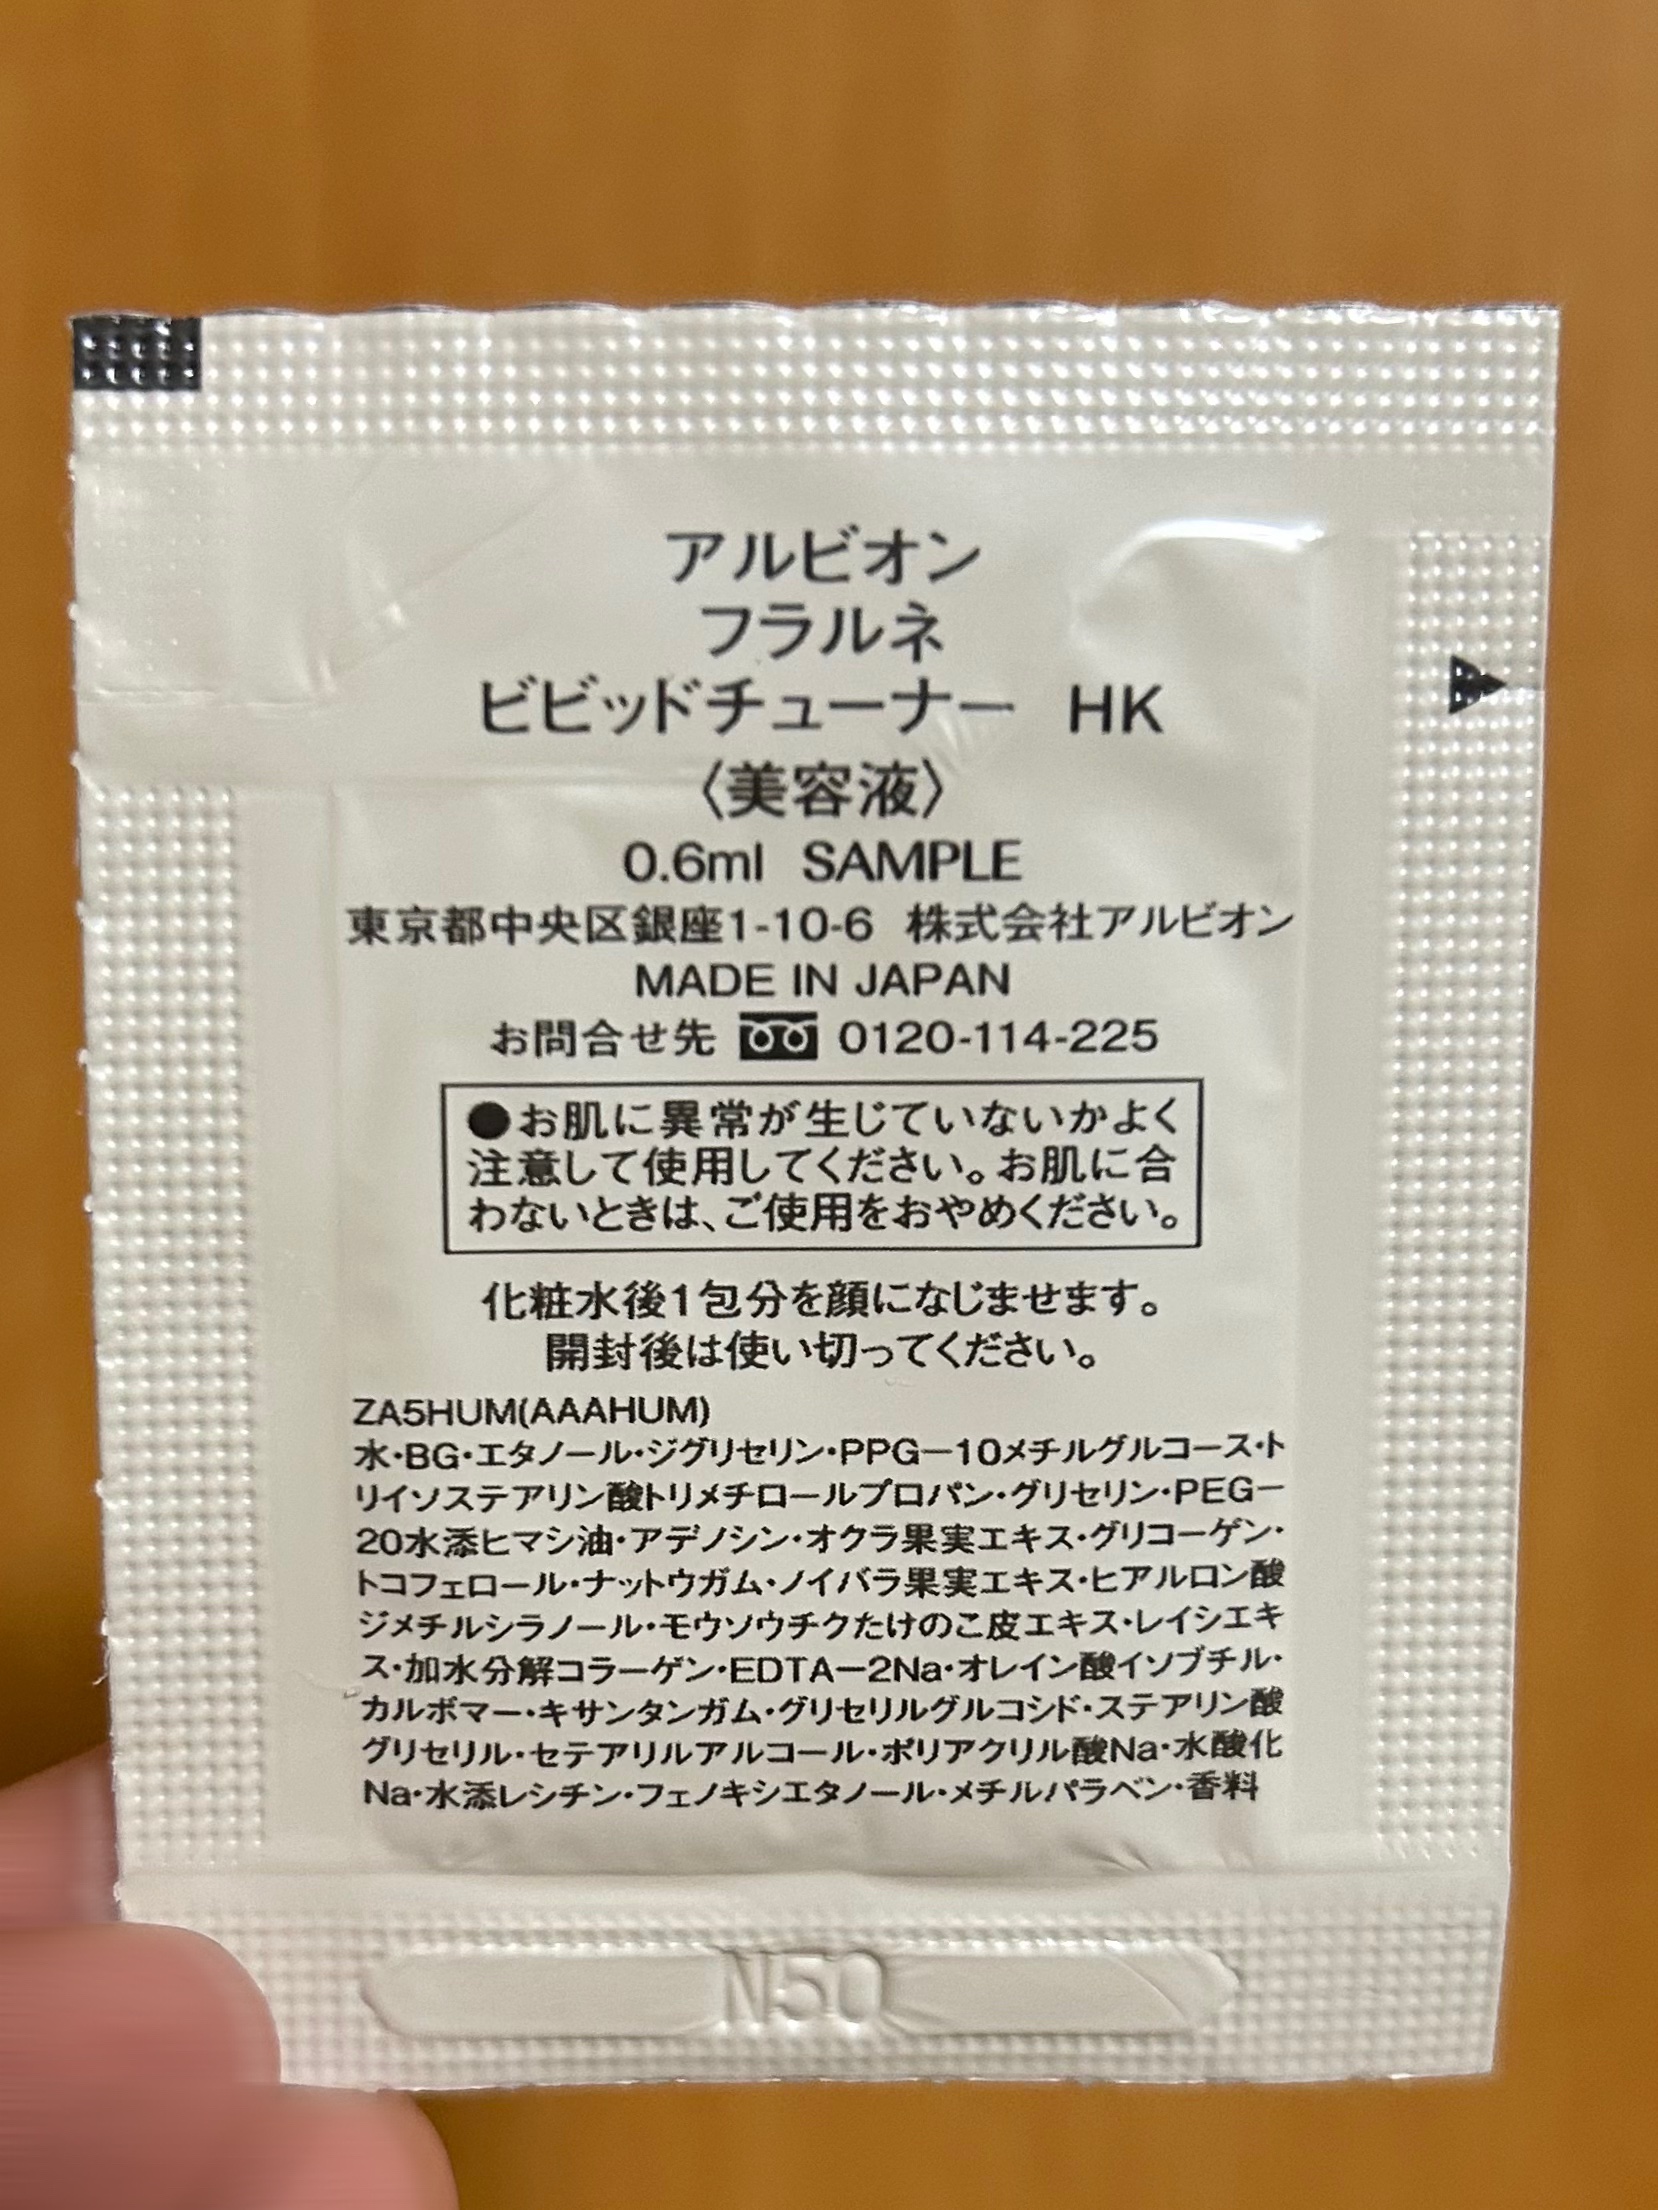 アルビオン
フラルネ
ビビッドチューナー HK
〈美容液〉
0.6ml SAMPLE
東京都中央区銀座1-10-6 株式会社アルビオン
MADE IN JAPAN
お問合せ先 0120-114-225
●お肌に異常が生じていないかよく
注意して使用してください。お肌に合
わないときは、ご使用をおやめください。
化粧水後1包分を顔になじませます。
開封後は使い切ってください。
ZA5HUM(AAAHUM)
水・BG・エタノール・ジグリセリン・PPG－10メチルグルコース・ト
リイソステアリン酸トリメチロールプロパン・グリセリン・PEG－
20水添ヒマシ油・アデノシン・オクラ果実エキス・グリコーゲン・
トコフェロール・ナットウガム・ノイバラ果実エキス・ヒアルロン酸
ジメチルシラノール・モウソウチクたけのこ皮エキス・レイシエキ
ス・加水分解コラーゲン・EDTA－2Na・オレイン酸イソブチル・
カルボマー・キサンタンガム・グリセリルグルコシド・ステアリン酸
グリセリル・セテアリルアルコール・ポリアクリル酸Na・水酸化
Na・水添レシチン・フェノキシエタノール・メチルパラベン・香料
N50